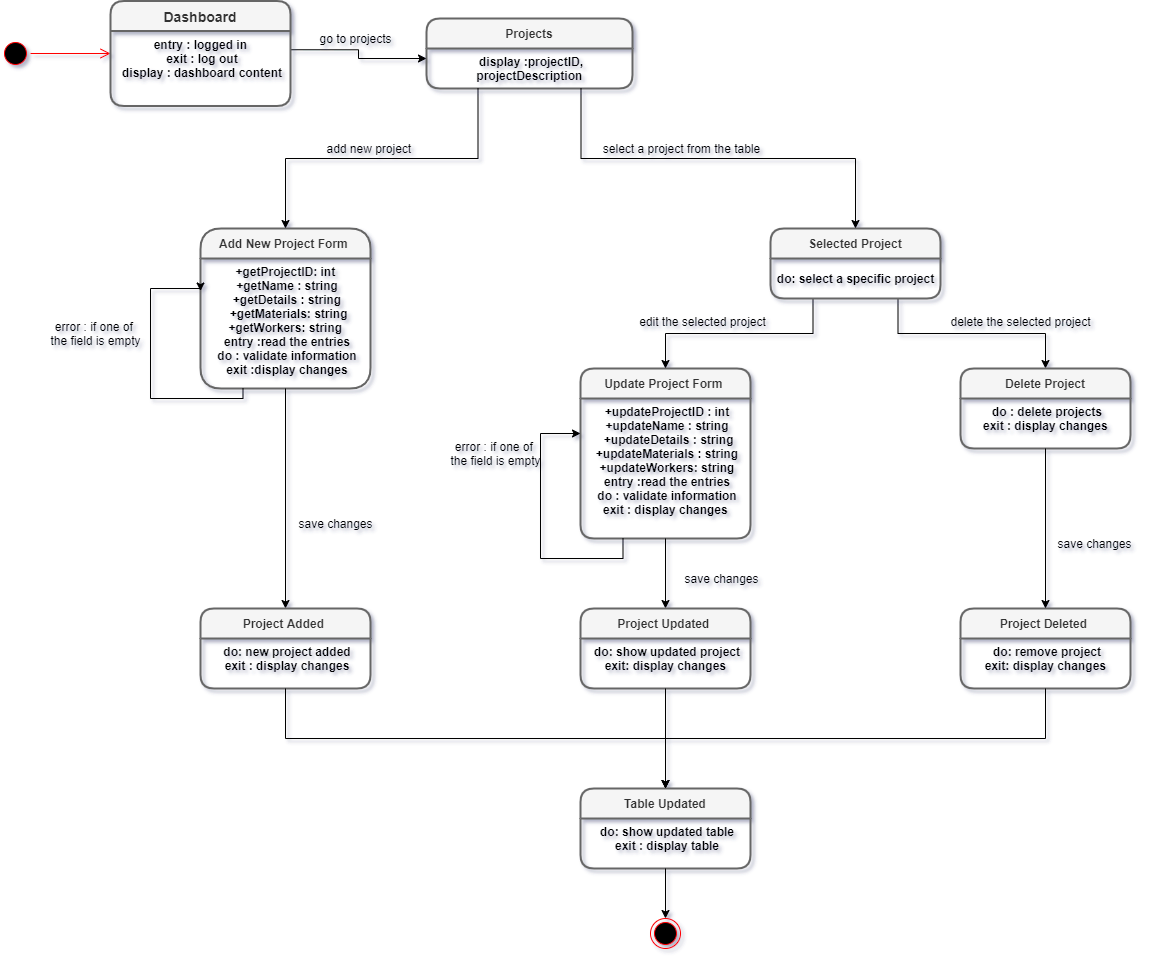 Dashboard
entry : logged in
exit : log out
display : dashboard content
go to projects
Projects
display :projectID,
projectDescription
add new project
select a project from the table
Add New Project Form
+getProjectID: int
+getName : string
+getDetails : string
+getMaterials: string
+getWorkers: string
entry :read the entries
do : validate information
exit :display changes
error : if one of
the field is empty
Selected Project
do: select a specific project
edit the selected project
delete the selected project
Update Project Form
+updateProjectID : int
+updateName : string
+updateDetails : string
+updateMaterials : string
+updateWorkers: string
entry :read the entries
do : validate information
exit : display changes
error : if one of
the field is empty
Delete Project
do : delete projects
exit : display changes
save changes
save changes
save changes
Project Added
do: new project added
exit : display changes
Project Updated
do: show updated project
exit: display changes
Project Deleted
do: remove project
exit: display changes
Table Updated
do: show updated table
exit : display table